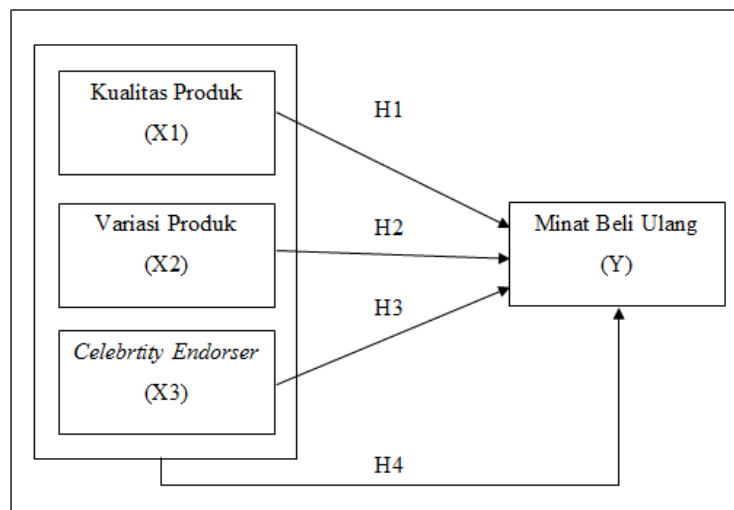 Kualitas Produk
(X1)
H1
Variasi Produk
(X2)
H2
Minat Beli Ulang
(Y)
H3
Celebrtity Endorser
(X3)
H4